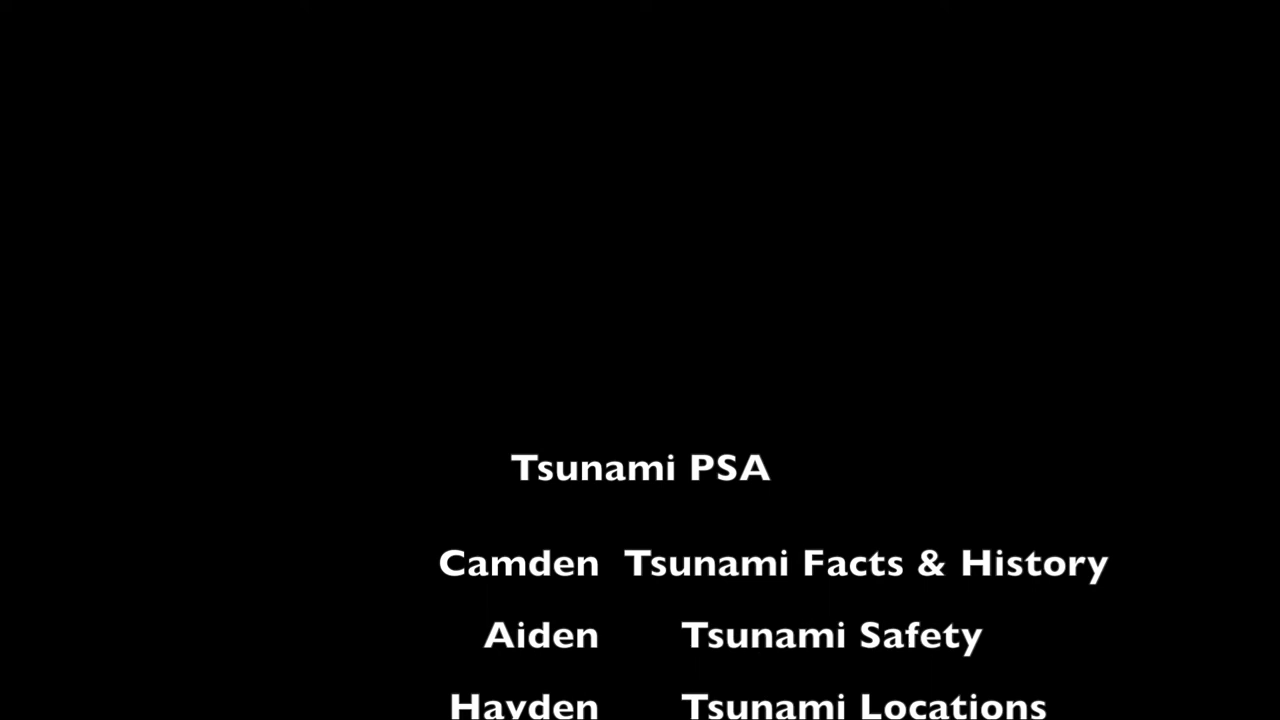 Tsunami PSA
Camden Tsunami Facts & History
Aiden Tsunami Safety
Hayden Tsunami Locations